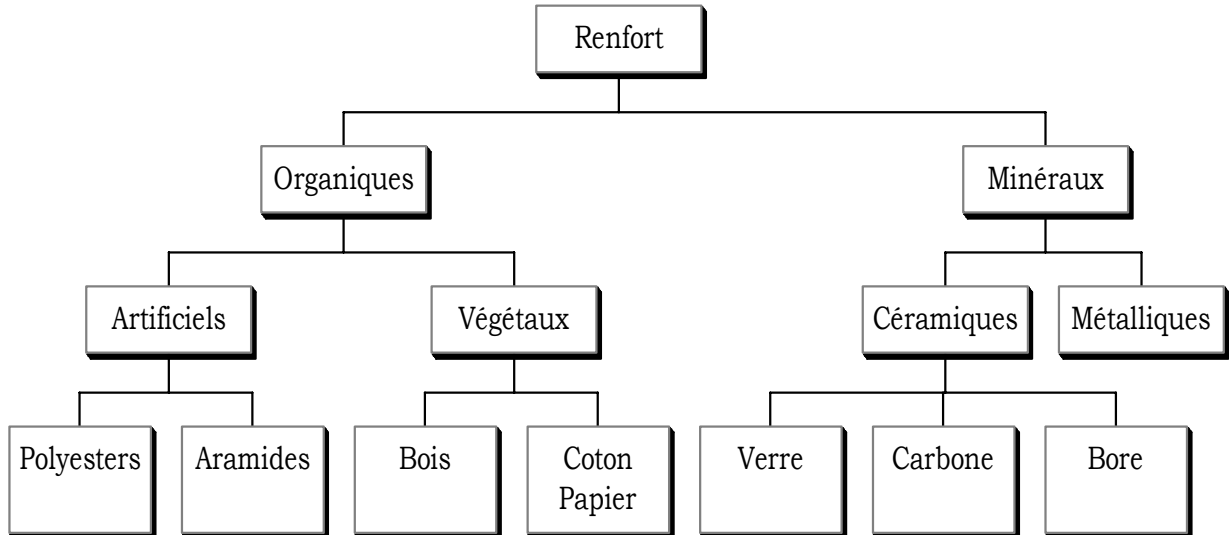 Renfort
Organiques
Minéraux
Artificiels
Végétaux
Céramiques
Métalliques
Polyesters
Aramides
Bois
Coton
Papier
Verre
Carbone
Bore